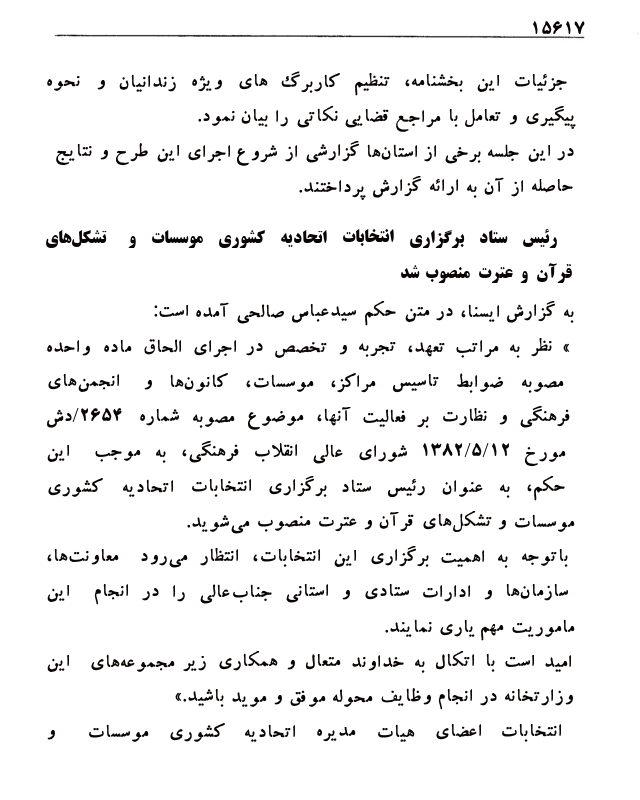 ۱۵۶۱۷
جزئیات این بخشنامه، تنظیم کاربرگ های ویژه زندانیان و نحوه
پیگیری و تعامل با مراجع قضایی نکاتی را بیان نمود.
در این جلسه برخی از استان‌ها گزارشی از شروع اجرای این طرح و نتایج
حاصله از آن به ارائه گزارش پرداختند.
رئیس ستاد برگزاری انتخابات اتحادیه کشوری موسسات و تشکل‌های
قرآن و عترت منصوب شد
به گزارش ایسنا، در متن حکم سیدعباس صالحی آمده است:
» نظر به مراتب تعهد، تجربه و تخصص در اجرای الحاق ماده واحده
مصوبه ضوابط تاسیس مراکز، موسسات، کانون‌ها و انجمن‌های
فرهنگی و نظارت بر فعالیت آنها، موضوع مصوبه شماره ۲۶۵۴/دش
مورخ ۱۳۸۲/۵/۱۲ شورای عالی انقلاب فرهنگی، به موجب این
حکم، به عنوان رئیس ستاد برگزاری انتخابات اتحادیه کشوری
موسسات و تشکل‌های قرآن و عترت منصوب می‌شوید.
باتوجه به اهمیت برگزاری این انتخابات، انتظار می‌رود معاونت‌ها،
سازمان‌ها و ادارات ستادی و استانی جناب‌عالی را در انجام این
ماموریت مهم یاری نمایند.
امید است با اتکال به خداوند متعال و همکاری زیر مجموعه‌های این
وزارتخانه در انجام وظایف محوله موفق و موید باشید.»
انتخابات اعضای هیات مدیره اتحادیه کشوری موسسات و